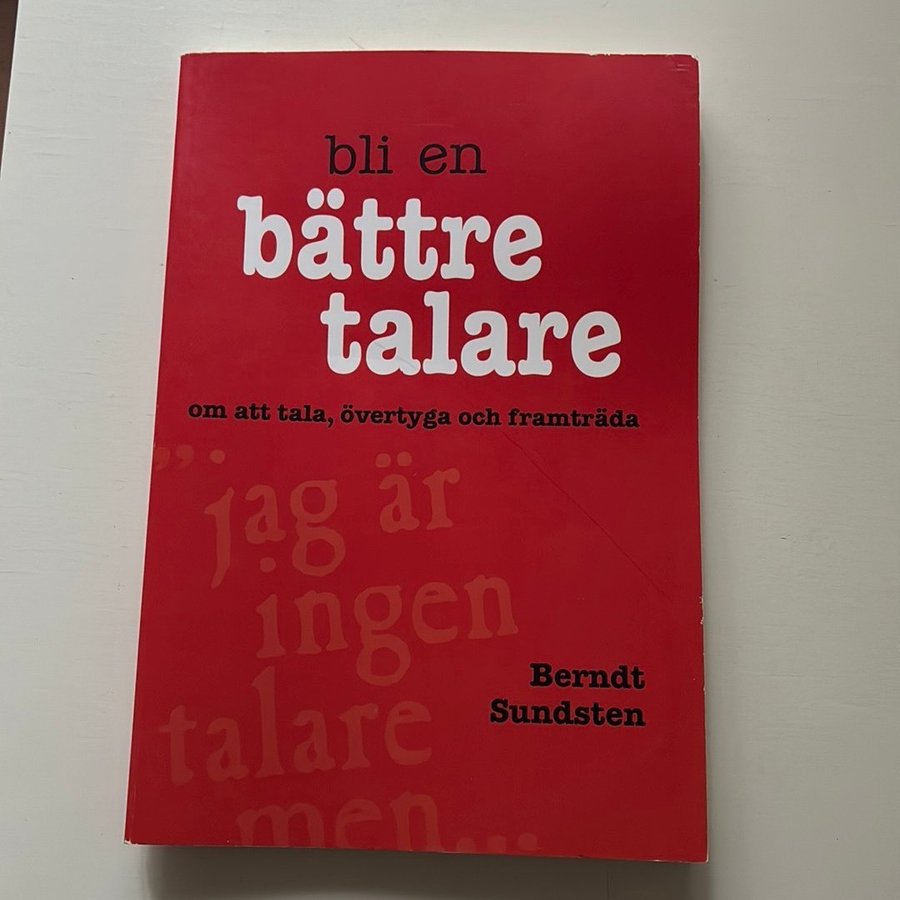 bli en
bättre
talare
om att tala, övertyga och framträda
”jag är
ingen
talare
men...
Berndt
Sundsten